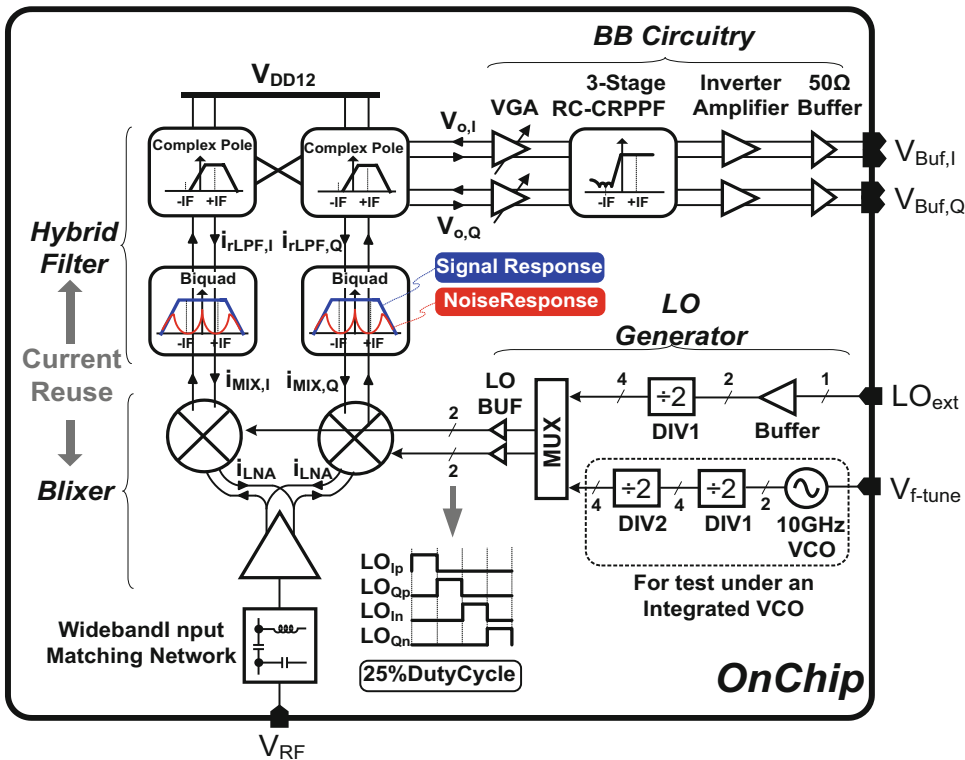 BB Circuitry
V_DD12
3-Stage
RC-CRPPF
Inverter
Amplifier
50Ω
Buffer
VGA
V_o,I
V_o,Q
V_Buf,I
V_Buf,Q
Complex Pole
-IF +IF
Complex Pole
-IF +IF
-IF +IF
Hybrid
Filter
i_rLPF,I
i_rLPF,Q
Biquad
-IF +IF
Biquad
-IF +IF
Signal Response
NoiseResponse
Current
Reuse
i_MIX,I
i_MIX,Q
Blixer
i_LNA
i_LNA
LO
Generator
LO
BUF
2
2
MUX
4
÷2
DIV1
2
Buffer
1
LO_ext
4
÷2
DIV2
4
÷2
DIV1
2
10GHz
VCO
V_f-tune
For test under an
Integrated VCO
LO_Ip
LO_Qp
LO_In
LO_Qn
25%DutyCycle
WidebandI nput
Matching Network
OnChip
V_RF